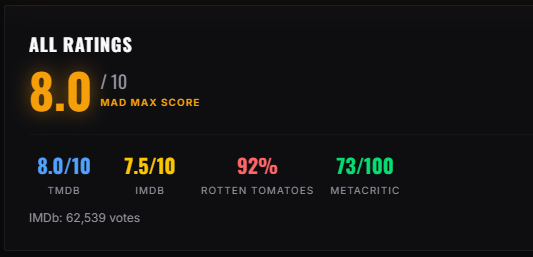 ALL RATINGS
8.0 / 10
MAD MAX SCORE
8.0/10 7.5/10 92% 73/100
TMDB IMDB ROTTEN TOMATOES METACRITIC
IMDb: 62,539 votes